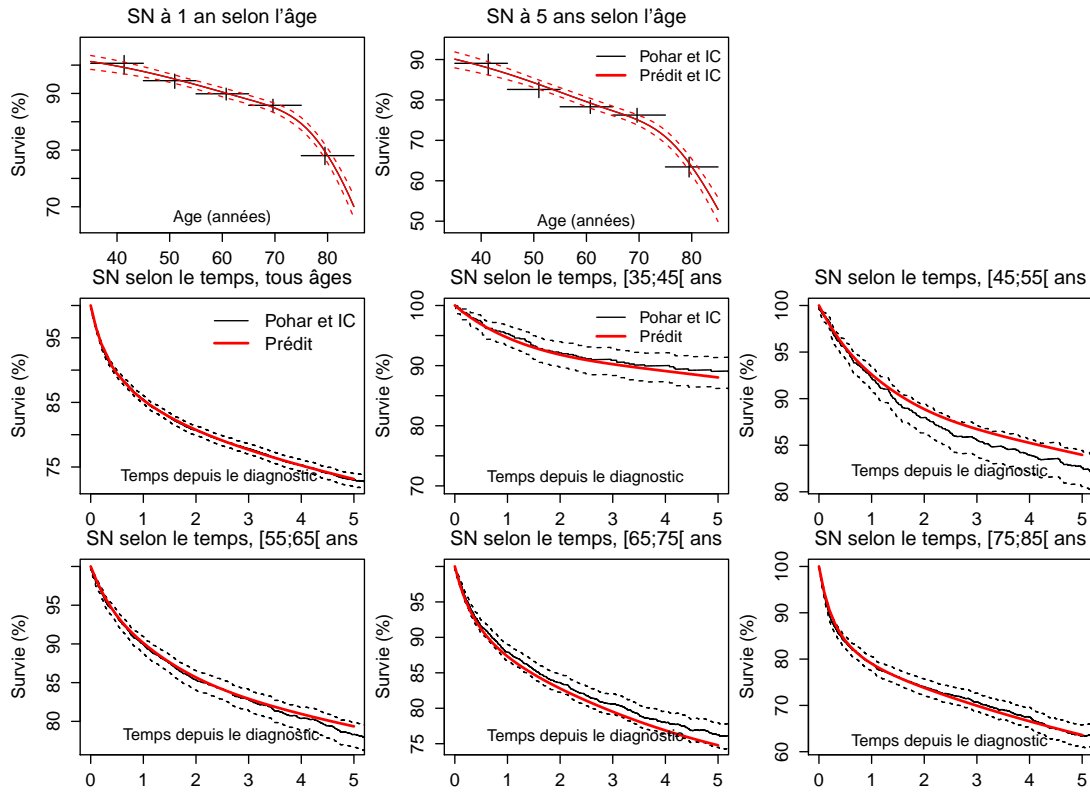 SN à 1 an selon l'âge
Survie (%)
70 80 90
Age (années)
40 50 60 70 80
SN à 5 ans selon l'âge
Survie (%)
50 60 70 80 90
Pohar et IC
Prédit et IC
Age (années)
40 50 60 70 80
SN selon le temps, tous âges
Survie (%)
75 85 95
Pohar et IC
Prédit
Temps depuis le diagnostic
0 1 2 3 4 5
SN selon le temps, [35;45[ ans
Survie (%)
70 80 90 100
Pohar et IC
Prédit
Temps depuis le diagnostic
0 1 2 3 4 5
SN selon le temps, [45;55[ ans
Survie (%)
80 85 90 95 100
Temps depuis le diagnostic
0 1 2 3 4 5
SN selon le temps, [55;65[ ans
Survie (%)
80 85 90 95
Temps depuis le diagnostic
0 1 2 3 4 5
SN selon le temps, [65;75[ ans
Survie (%)
75 80 85 90 95
Temps depuis le diagnostic
0 1 2 3 4 5
SN selon le temps, [75;85[ ans
Survie (%)
60 70 80 90 100
Temps depuis le diagnostic
0 1 2 3 4 5